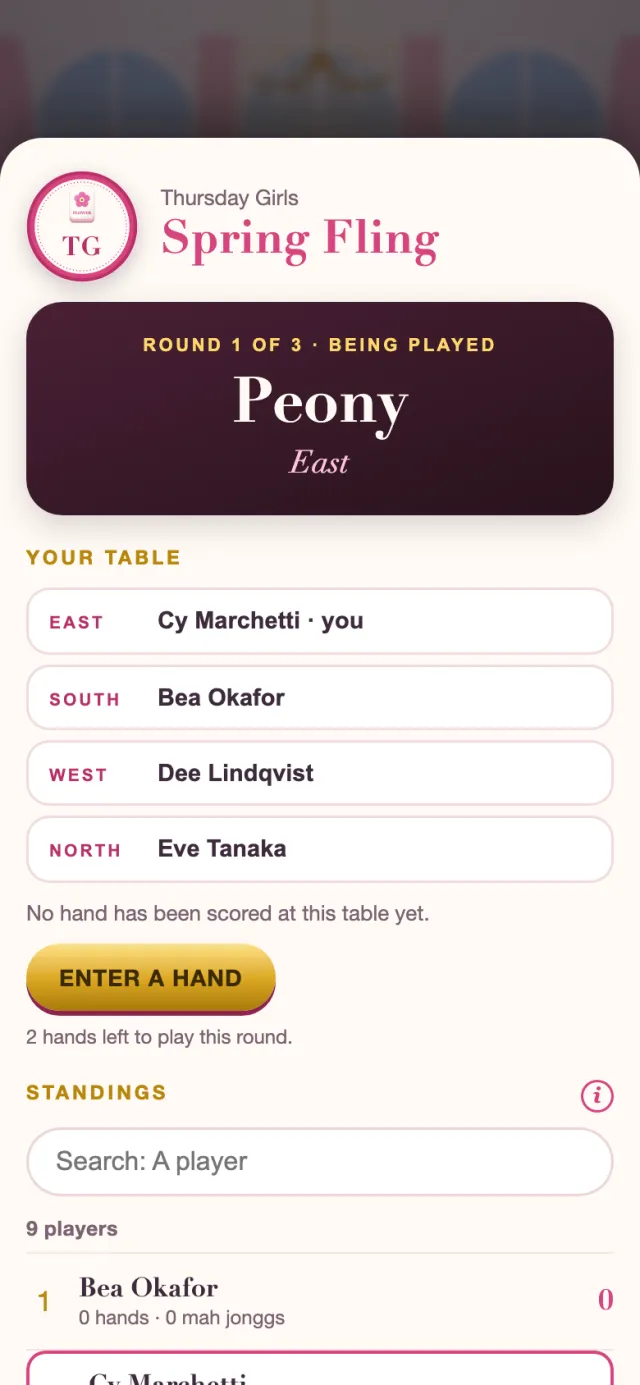 FLOWER
TG
Thursday Girls
Spring Fling
ROUND 1 OF 3 · BEING PLAYED
Peony
East
YOUR TABLE
EAST Cy Marchetti · you
SOUTH Bea Okafor
WEST Dee Lindqvist
NORTH Eve Tanaka
No hand has been scored at this table yet.
ENTER A HAND
2 hands left to play this round.
STANDINGS i
Search: A player
9 players
1 Bea Okafor 0
0 hands · 0 mah jonggs
Cy Marchetti